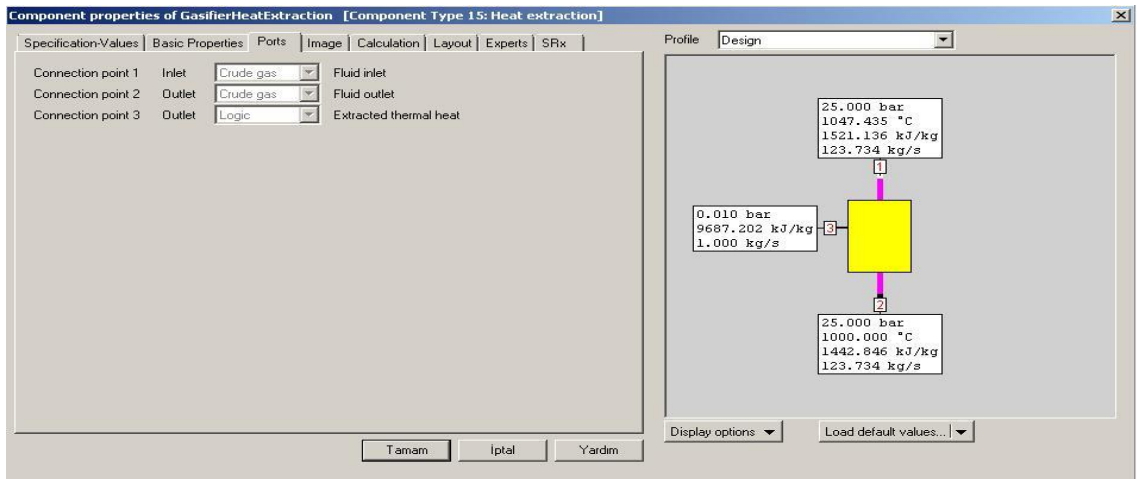 Component properties of GasifierHeatExtraction [Component Type 15: Heat extraction]
Specification-Values Basic Properties Ports Image Calculation Layout Experts SRx
Profile Design
Connection point 1 Inlet Crude gas Fluid inlet
Connection point 2 Outlet Crude gas Fluid outlet
Connection point 3 Outlet Logic Extracted thermal heat
25.000 bar
1047.435 °C
1521.136 kJ/kg
123.734 kg/s
1
0.010 bar
9687.202 kJ/kg
1.000 kg/s
3
2
25.000 bar
1000.000 °C
1442.846 kJ/kg
123.734 kg/s
Display options Load default values...
Tamam İptal Yardım